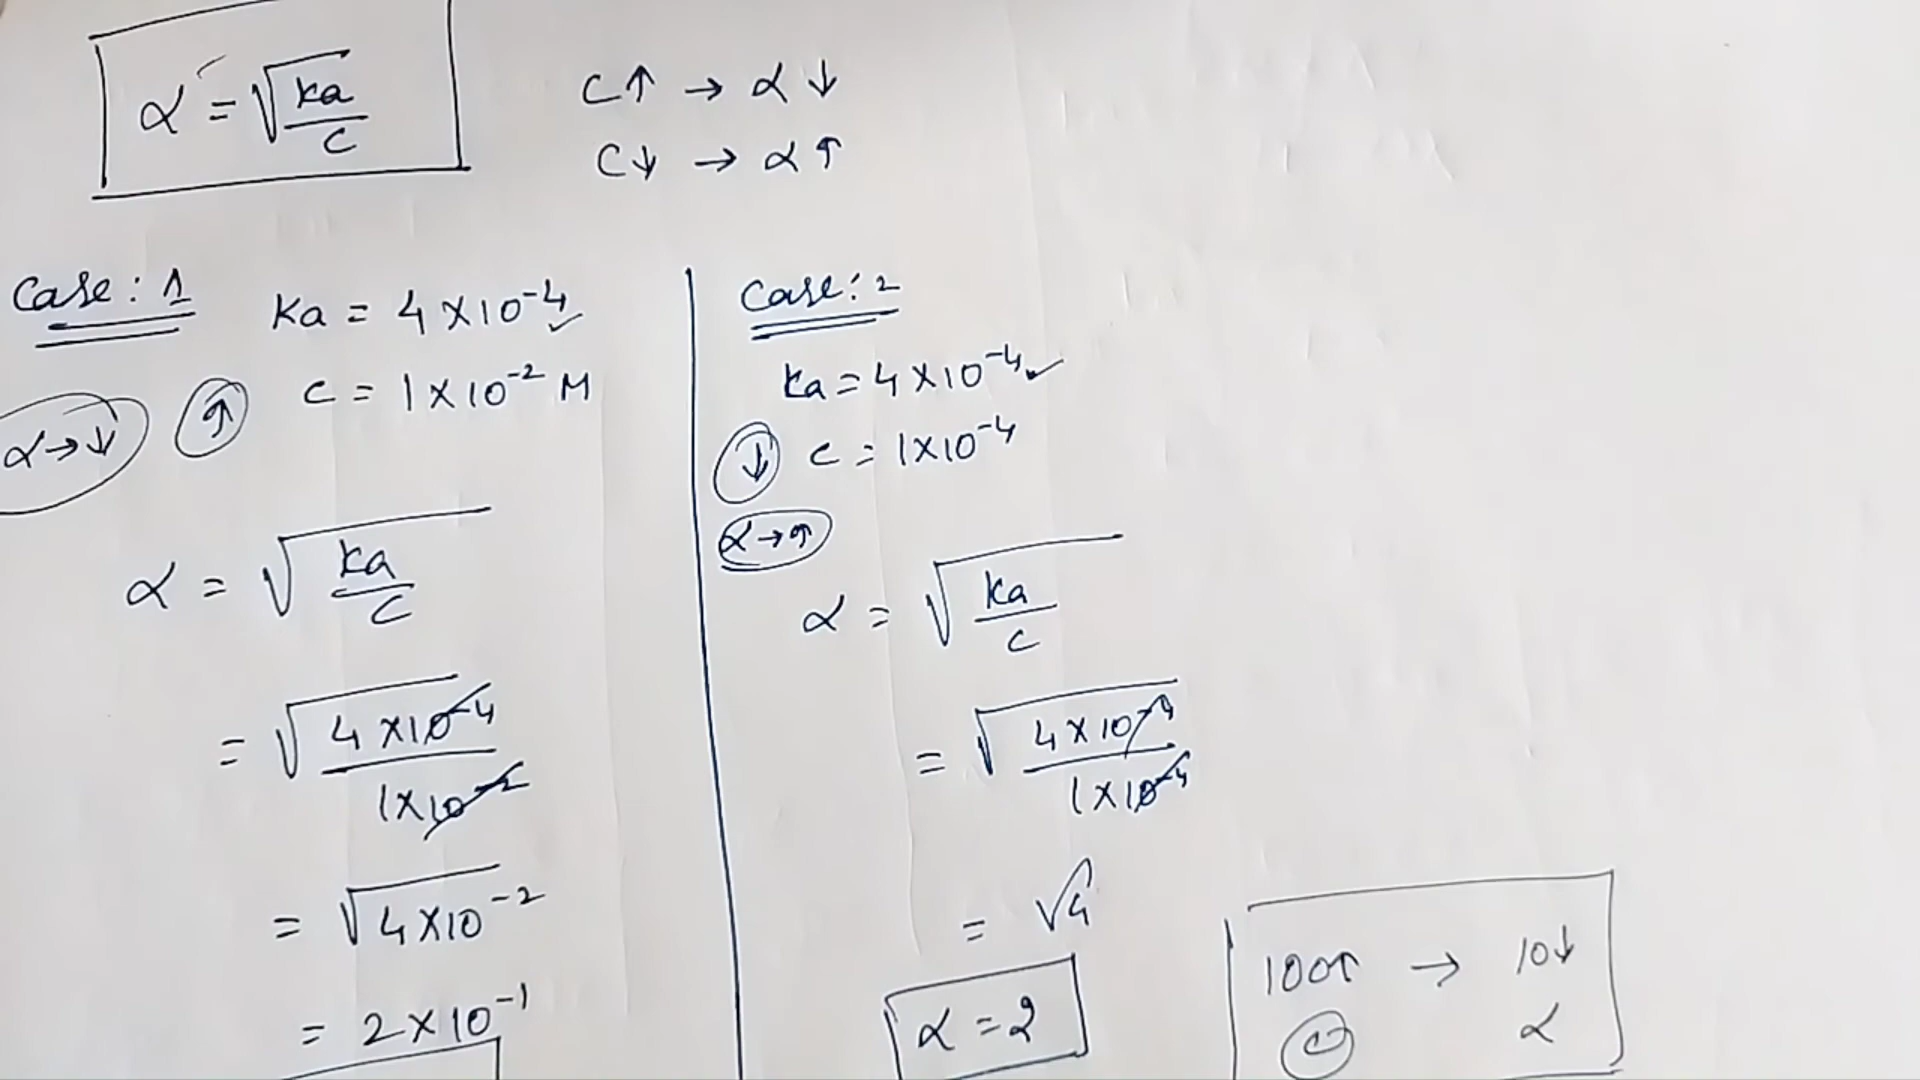 α = √ka/c
C↑ → α↓
C↓ → α↑
Case: 1
ka = 4 × 10⁻⁴ ✓
↑ c = 1 × 10⁻² M
α → ↓
α = √ka/c
= √4 × 10⁻⁴/1 × 10⁻²
= √4 × 10⁻²
= 2 × 10⁻¹
Case: 2
ka = 4 × 10⁻⁴ ✓
↓ c = 1 × 10⁻⁴
α → ↑
α = √ka/c
= √4 × 10⁻⁴/1 × 10⁻⁴
= √4
α = 2
100↑ → 10↓
C α